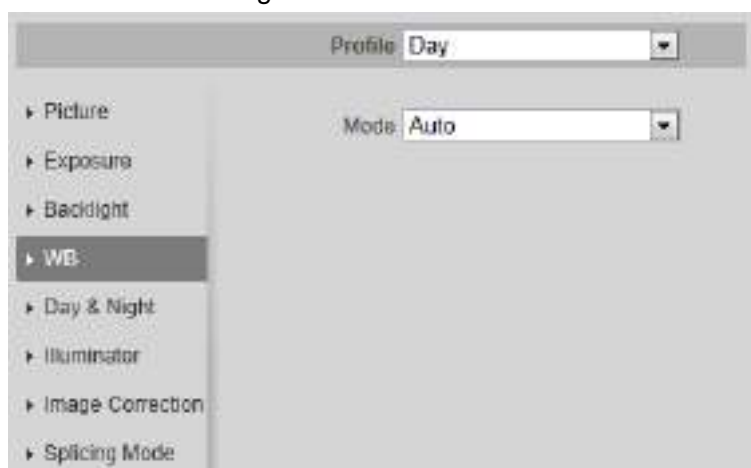 Profile Day
Mode Auto
Picture
Exposure
Backlight
WB
Day & Night
Illuminator
Image Correction
Splicing Mode